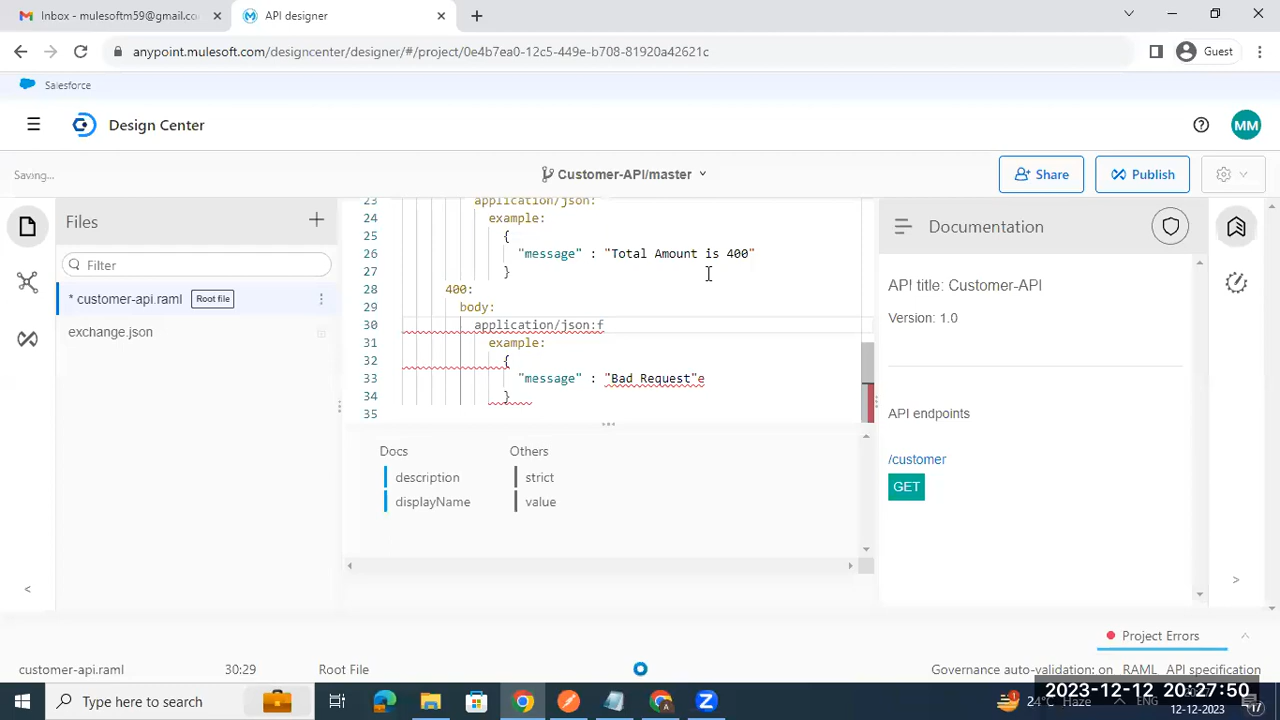 Inbox - mulesoftm59@gmail.co
API designer
anypoint.mulesoft.com/designcenter/designer/#/project/0e4b7ea0-12c5-449e-b708-81920a42621c
Guest
Salesforce
Design Center
MM
Saving...
Customer-API/master
Share
Publish
Files
Filter
* customer-api.raml
Root file
exchange.json
23 application/json:
24 example:
25 {
26 "message" : "Total Amount is 400"
27 }
28 400:
29 body:
30 application/json:f
31 example:
32 {
33 "message" : "Bad Request"e
34 }
35
Docs
Others
description
strict
displayName
value
Documentation
API title: Customer-API
Version: 1.0
API endpoints
/customer
GET
Project Errors
customer-api.raml
30:29
Root File
Governance auto-validation: on
RAML
API specification
Type here to search
24°C Haze
ENG
2023-12-12 20:27:50
12-12-2023
17